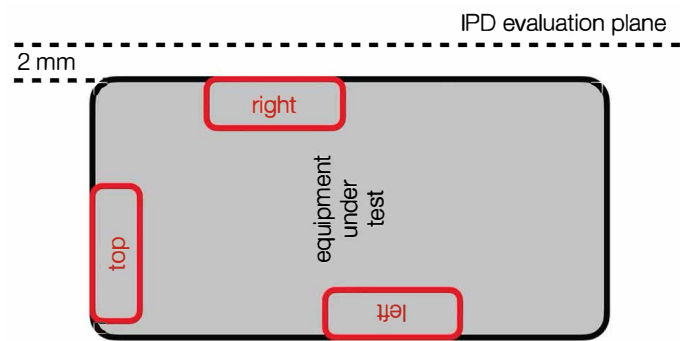 IPD evaluation plane
2 mm
right
equipment
under
test
top
left